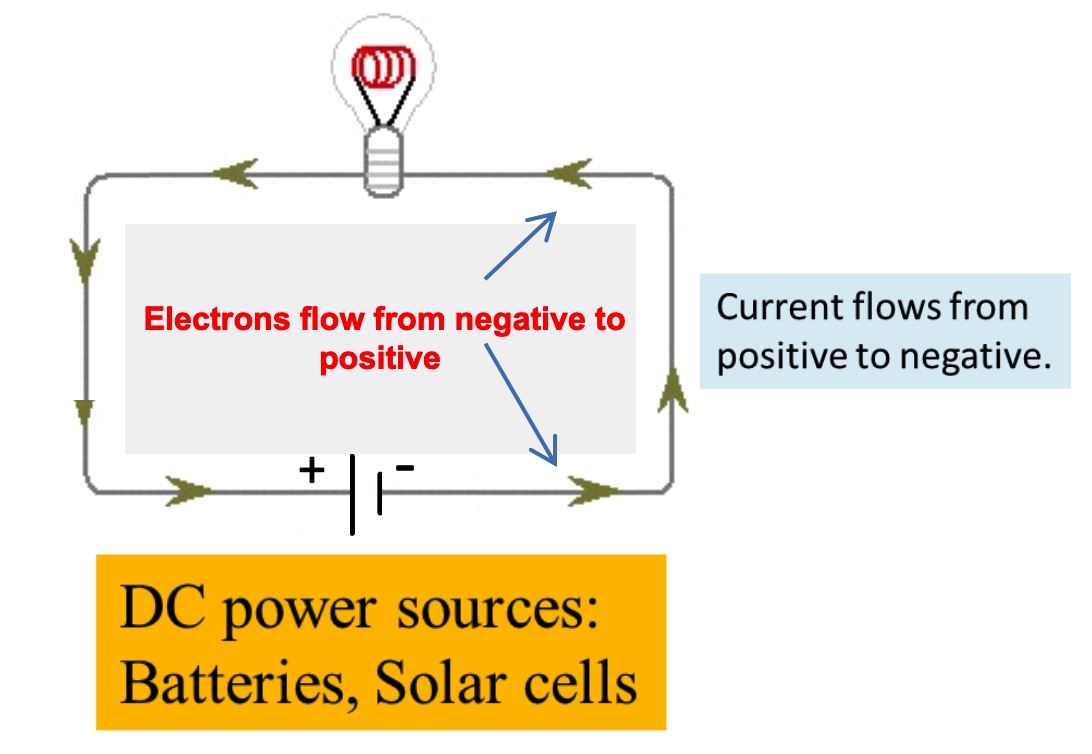 Electrons flow from negative to
positive
Current flows from
positive to negative.
+ -
DC power sources:
Batteries, Solar cells